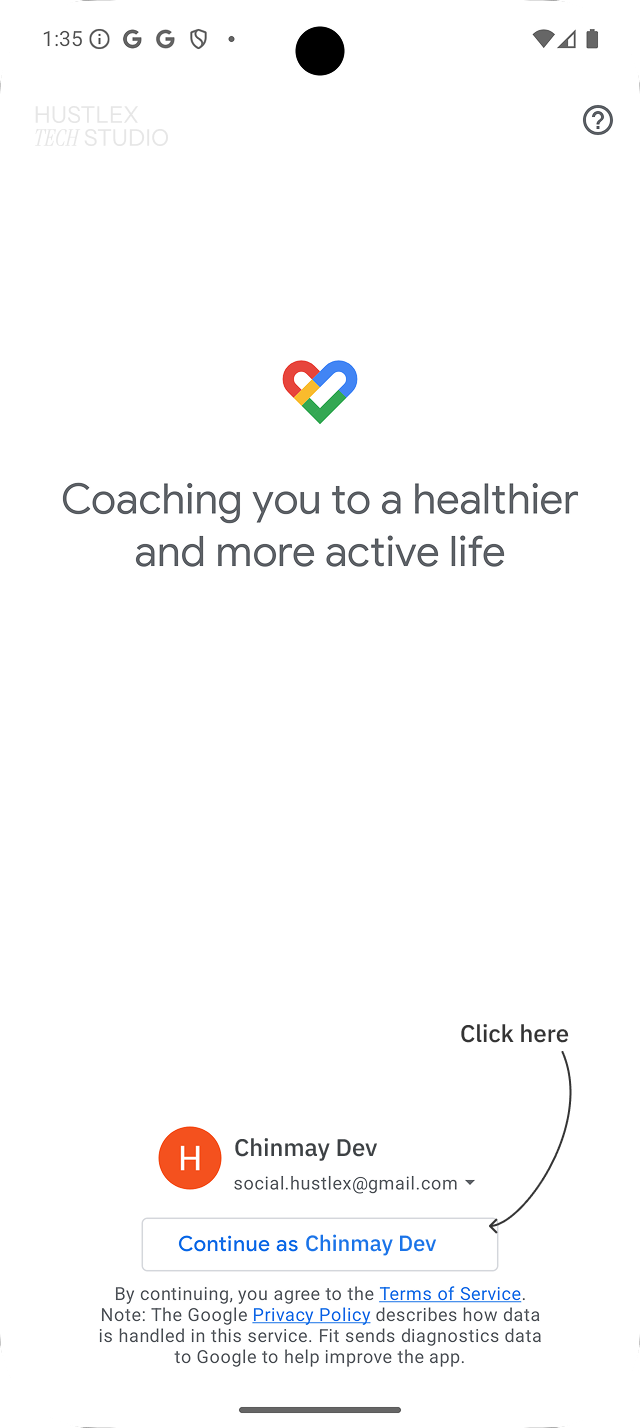 1:35
HUSTLEX
TECH STUDIO
Coaching you to a healthier
and more active life
Click here
H
Chinmay Dev
social.hustlex@gmail.com
Continue as Chinmay Dev
By continuing, you agree to the Terms of Service.
Note: The Google Privacy Policy describes how data
is handled in this service. Fit sends diagnostics data
to Google to help improve the app.